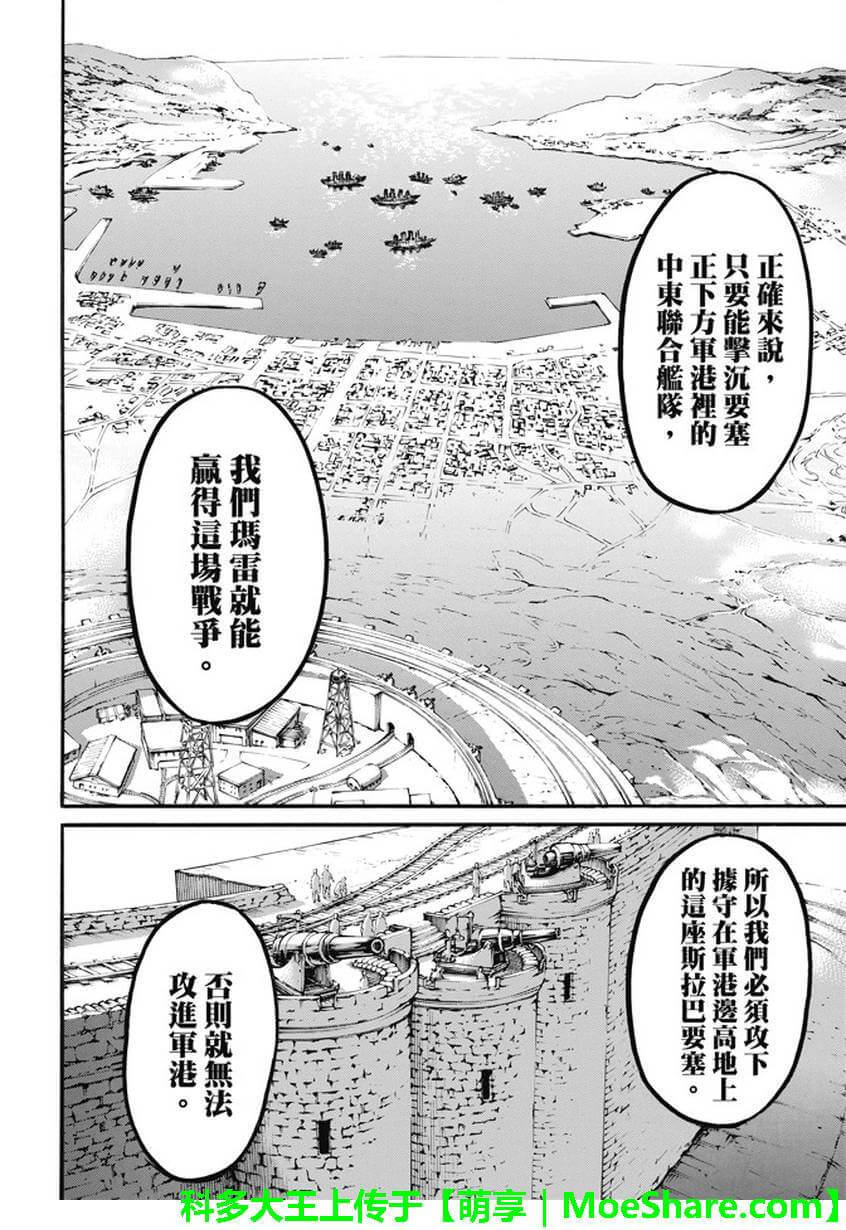 正確來說，
只要能擊沉要塞
正下方軍港裡的
中東聯合艦隊，
我們瑪雷就能
贏得這場戰爭。
所以我們必須攻下
據守在軍港邊高地上
的這座斯拉巴要塞。
否則就無法
攻進軍港。
科多大王上传于【萌享｜MoeShare.com】